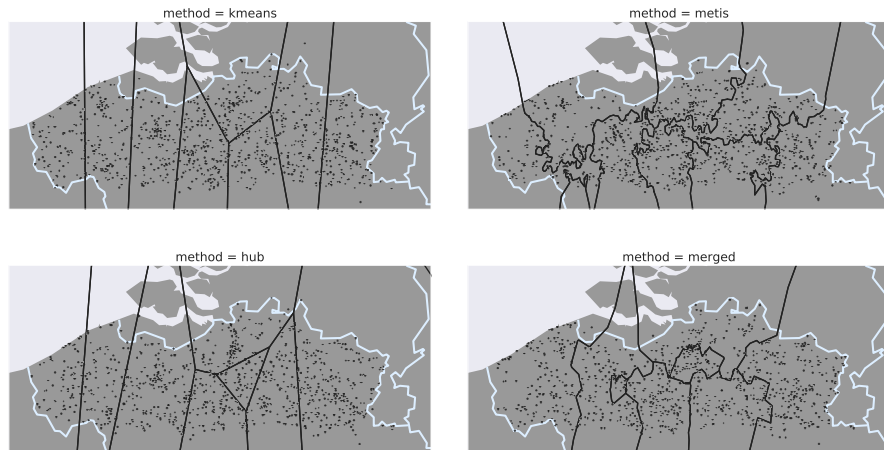 method = kmeans
method = metis
method = hub
method = merged